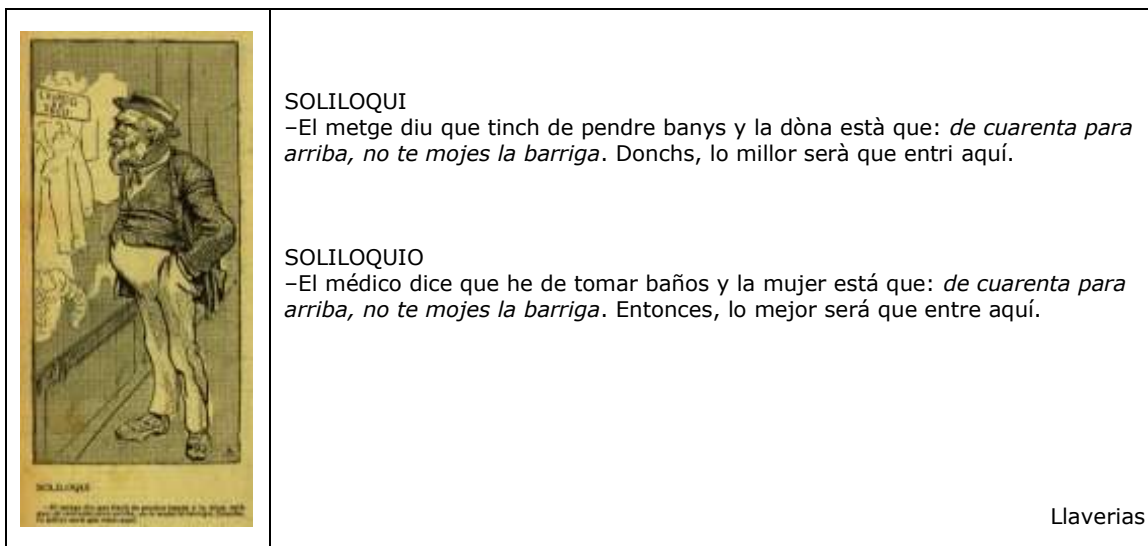 SOLILOQUI
–El metge diu que tinch de pendre banys y la dòna està que: de cuarenta para
arriba, no te mojes la barriga. Donchs, lo millor serà que entri aquí.
SOLILOQUIO
–El médico dice que he de tomar baños y la mujer está que: de cuarenta para
arriba, no te mojes la barriga. Entonces, lo mejor será que entre aquí.
Llaverias
SOLILOQUI